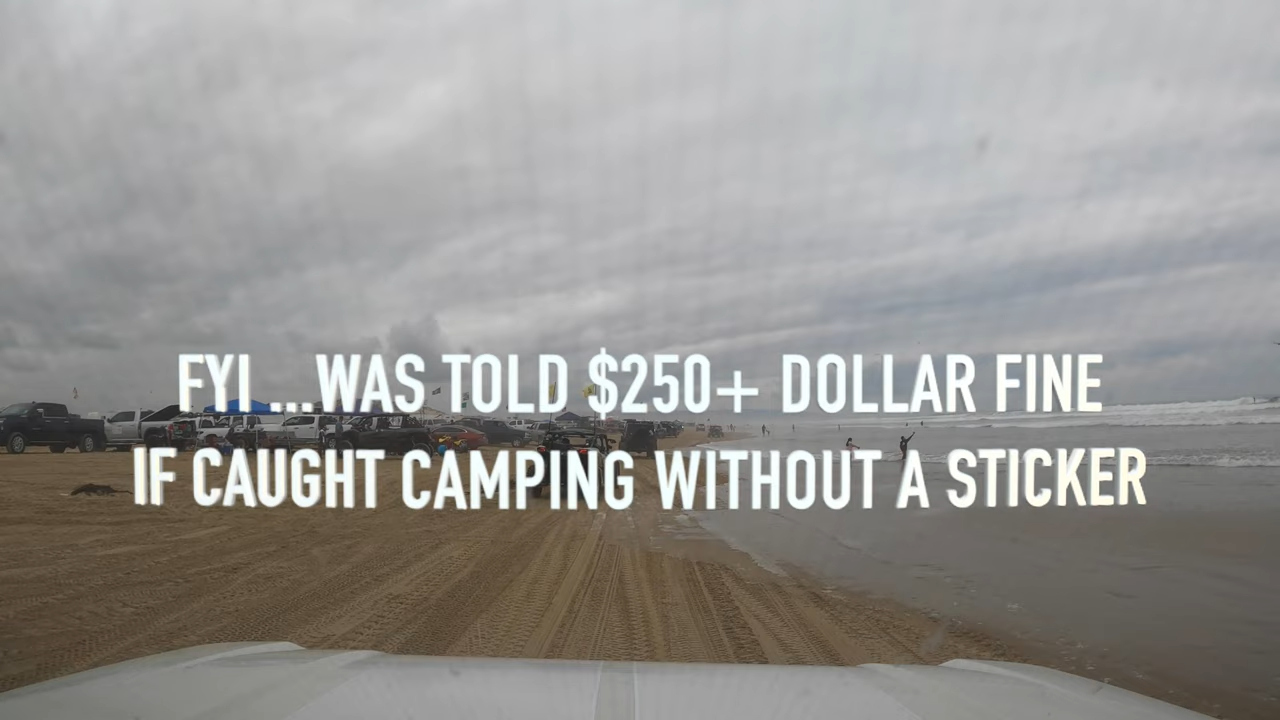 FYI ...WAS TOLD $250+ DOLLAR FINE
IF CAUGHT CAMPING WITHOUT A STICKER